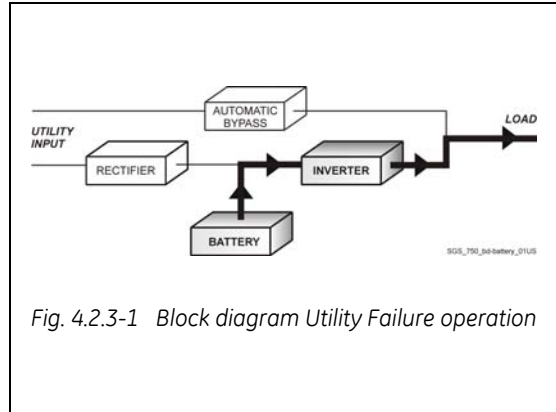 AUTOMATIC
BYPASS
LOAD
UTILITY
INPUT
RECTIFIER
INVERTER
BATTERY
SGS_750_bd-battery_01US
Fig. 4.2.3-1 Block diagram Utility Failure operation